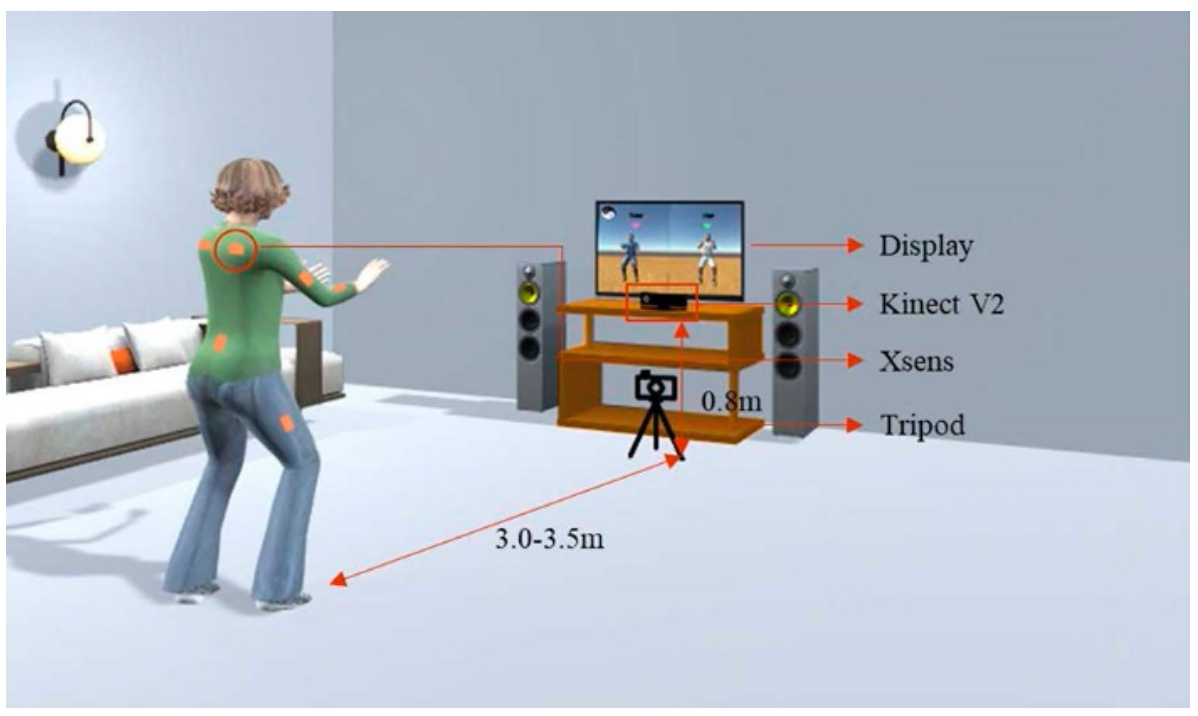 Display
Kinect V2
Xsens
0.8m
Tripod
3.0-3.5m